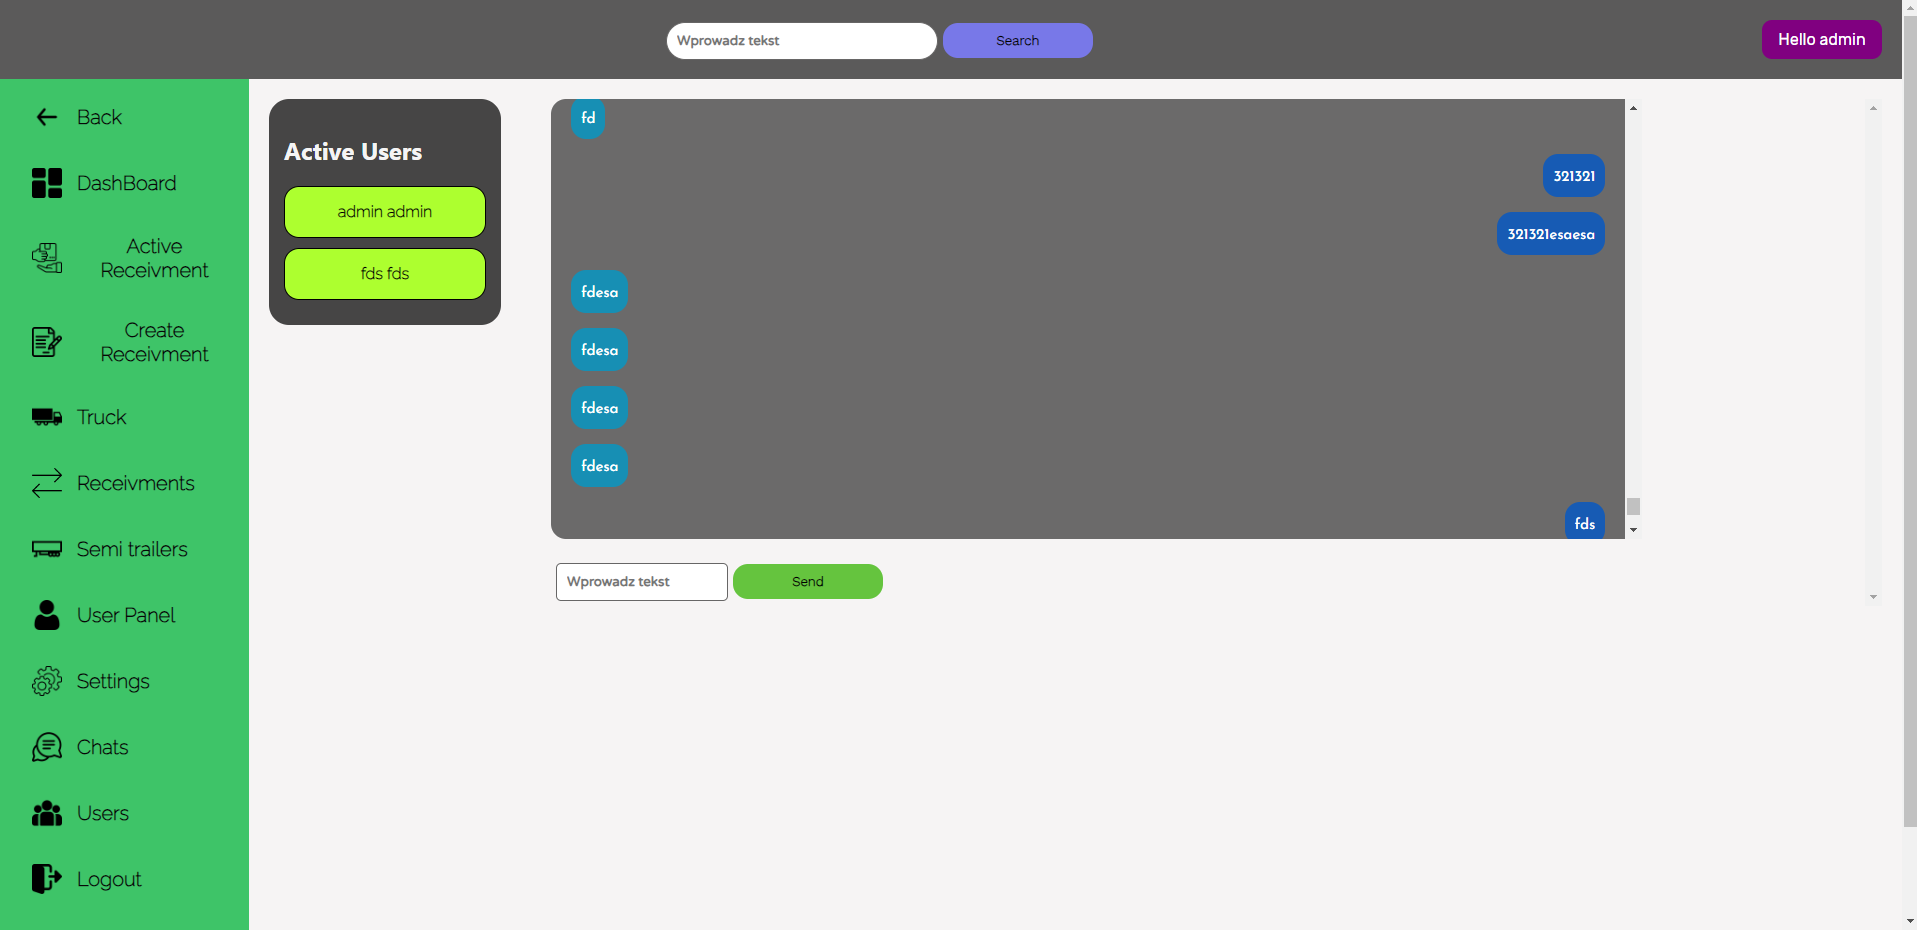 Wprowadz tekst
Search
Hello admin
Back
DashBoard
Active
Receivment
Create
Receivment
Truck
Receivments
Semi trailers
User Panel
Settings
Chats
Users
Logout
Active Users
admin admin
fds fds
fd
321321
321321esaesa
fdesa
fdesa
fdesa
fdesa
fds
Wprowadz tekst
Send